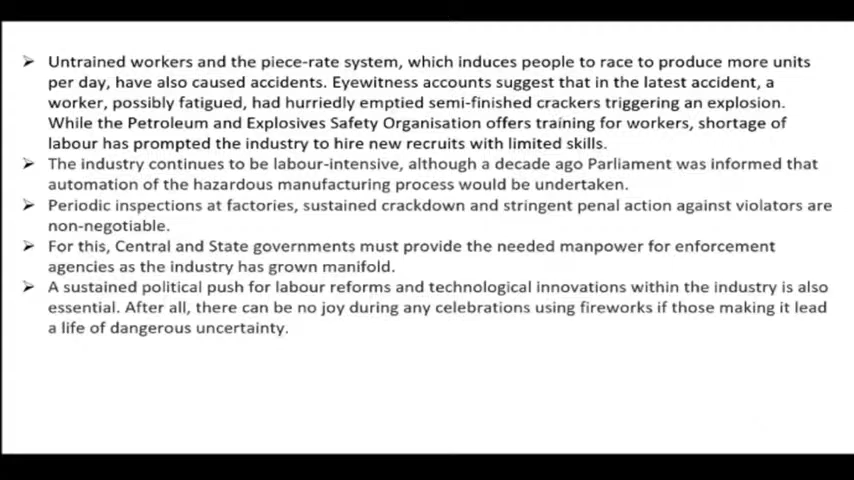 ➢ Untrained workers and the piece-rate system, which induces people to race to produce more units
per day, have also caused accidents. Eyewitness accounts suggest that in the latest accident, a
worker, possibly fatigued, had hurriedly emptied semi-finished crackers triggering an explosion.
While the Petroleum and Explosives Safety Organisation offers training for workers, shortage of
labour has prompted the industry to hire new recruits with limited skills.
➢ The industry continues to be labour-intensive, although a decade ago Parliament was informed that
automation of the hazardous manufacturing process would be undertaken.
➢ Periodic inspections at factories, sustained crackdown and stringent penal action against violators are
non-negotiable.
➢ For this, Central and State governments must provide the needed manpower for enforcement
agencies as the industry has grown manifold.
➢ A sustained political push for labour reforms and technological innovations within the industry is also
essential. After all, there can be no joy during any celebrations using fireworks if those making it lead
a life of dangerous uncertainty.